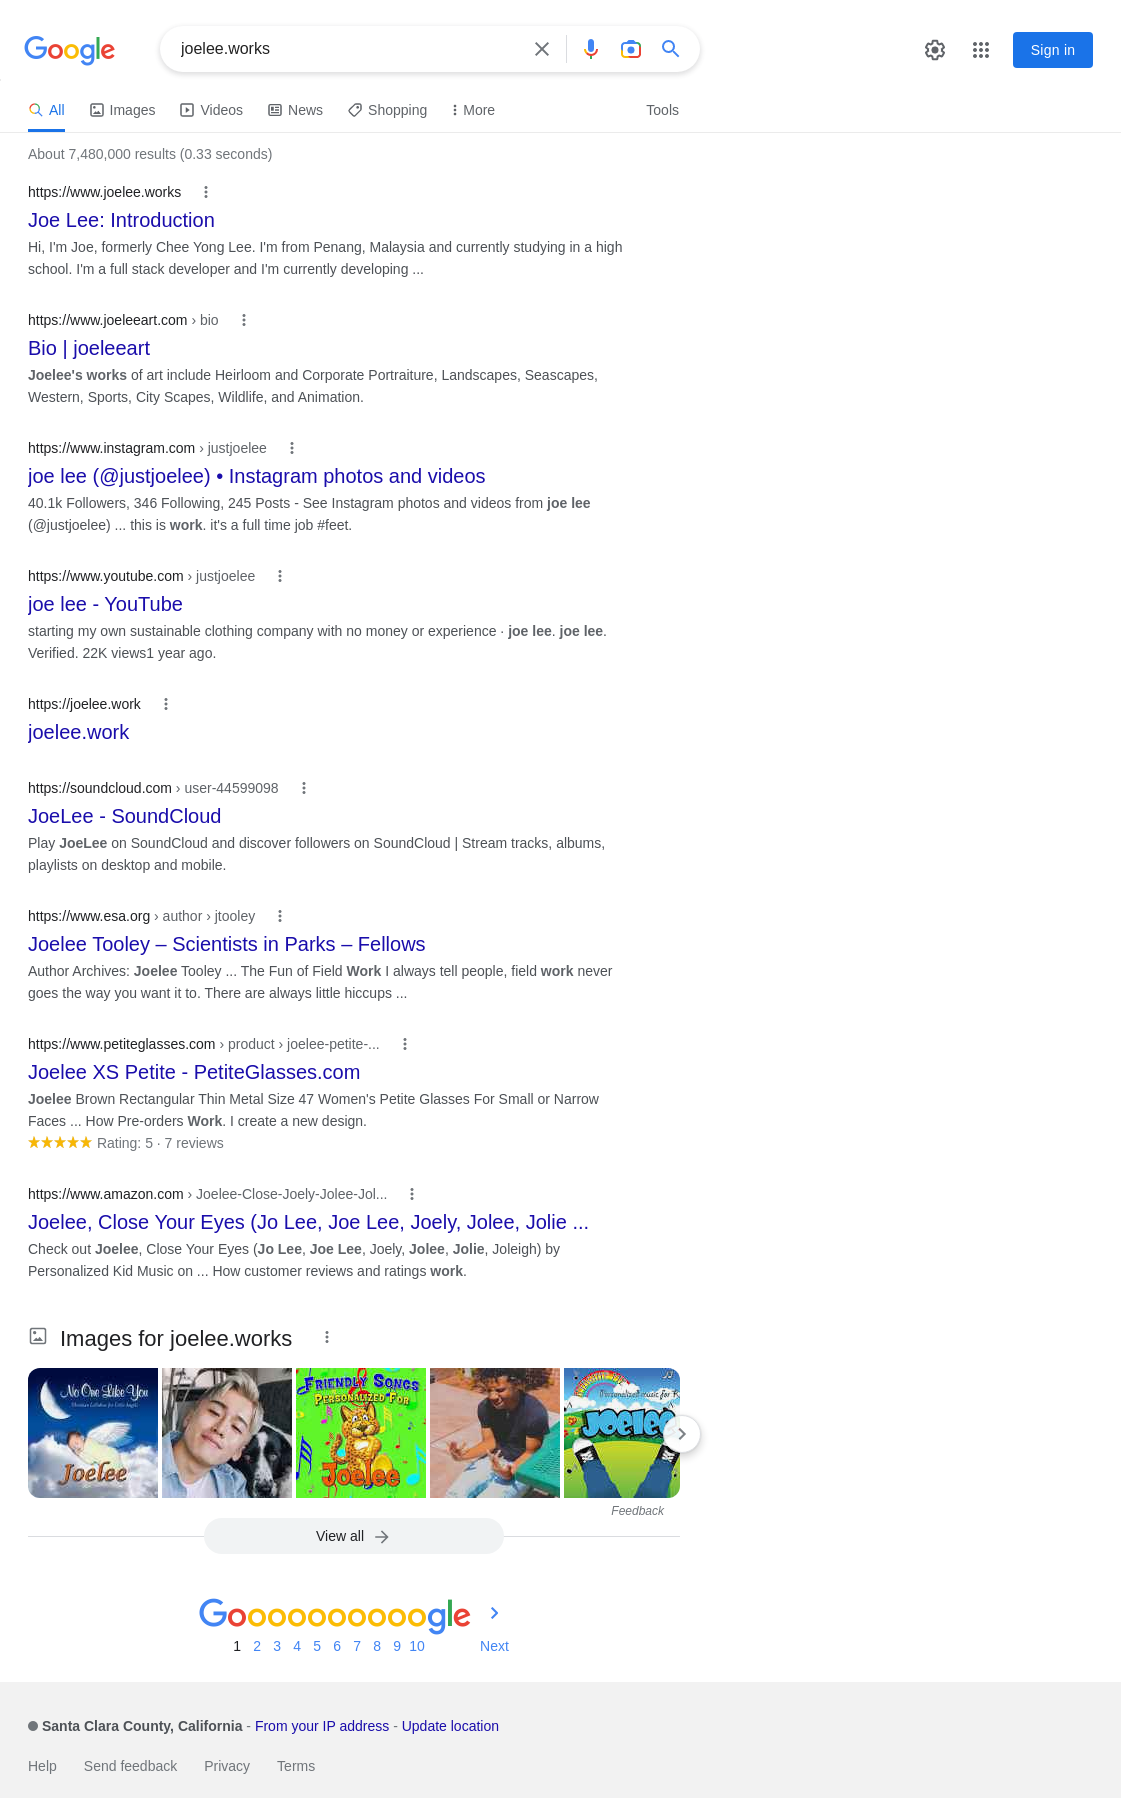 Google
joelee.works
Sign in
All Images Videos News Shopping More Tools
About 7,480,000 results (0.33 seconds)
https://www.joelee.works
Joe Lee: Introduction
Hi, I'm Joe, formerly Chee Yong Lee. I'm from Penang, Malaysia and currently studying in a high
school. I'm a full stack developer and I'm currently developing ...
https://www.joeleeart.com › bio
Bio | joeleeart
Joelee's works of art include Heirloom and Corporate Portraiture, Landscapes, Seascapes,
Western, Sports, City Scapes, Wildlife, and Animation.
https://www.instagram.com › justjoelee
joe lee (@justjoelee) • Instagram photos and videos
40.1k Followers, 346 Following, 245 Posts - See Instagram photos and videos from joe lee
(@justjoelee) ... this is work. it's a full time job #feet.
https://www.youtube.com › justjoelee
joe lee - YouTube
starting my own sustainable clothing company with no money or experience · joe lee. joe lee.
Verified. 22K views1 year ago.
https://joelee.work
joelee.work
https://soundcloud.com › user-44599098
JoeLee - SoundCloud
Play JoeLee on SoundCloud and discover followers on SoundCloud | Stream tracks, albums,
playlists on desktop and mobile.
https://www.esa.org › author › jtooley
Joelee Tooley – Scientists in Parks – Fellows
Author Archives: Joelee Tooley ... The Fun of Field Work I always tell people, field work never
goes the way you want it to. There are always little hiccups ...
https://www.petiteglasses.com › product › joelee-petite-...
Joelee XS Petite - PetiteGlasses.com
Joelee Brown Rectangular Thin Metal Size 47 Women's Petite Glasses For Small or Narrow
Faces ... How Pre-orders Work. I create a new design.
Rating: 5 · 7 reviews
https://www.amazon.com › Joelee-Close-Joely-Jolee-Jol...
Joelee, Close Your Eyes (Jo Lee, Joe Lee, Joely, Jolee, Jolie ...
Check out Joelee, Close Your Eyes (Jo Lee, Joe Lee, Joely, Jolee, Jolie, Joleigh) by
Personalized Kid Music on ... How customer reviews and ratings work.
Images for joelee.works
No One Like You
Christian Lullabies for Little Angels
Joelee
FRIENDLY SONGS
PERSONALIZED FOR
Joelee
Personalized music for K
Joelee
Feedback
View all
Goooooooooogle
1 2 3 4 5 6 7 8 9 10 Next
Santa Clara County, California - From your IP address - Update location
Help Send feedback Privacy Terms